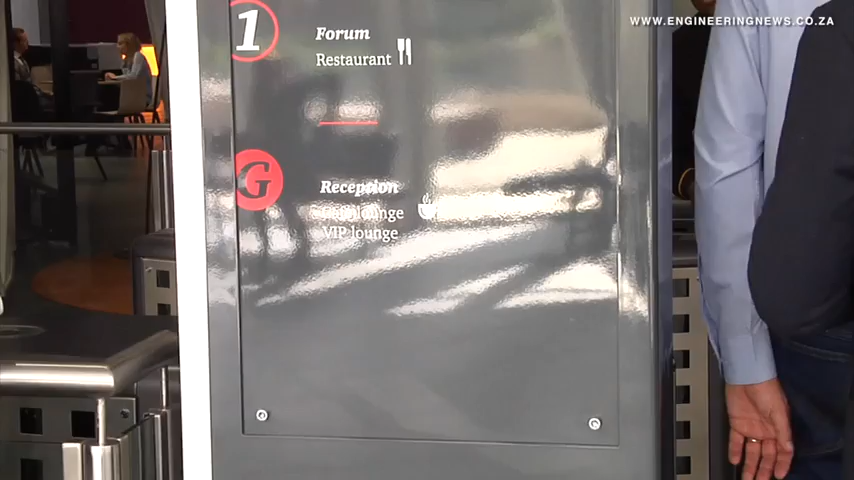 WWW.ENGINEERINGNEWS.CO.ZA
1
Forum
Restaurant
G
Reception
lounge
VIP lounge